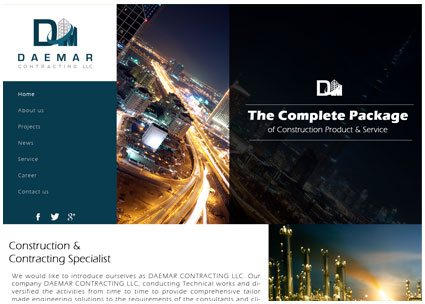 DAEMAR
CONTRACTING LLC
Home
About us
Projects
News
Service
Career
Contact us
The Complete Package
of Construction Product & Service
Construction &
Contracting Specialist
We would like to introduce ourselves as DAEMAR CONTRACTING LLC. Our
company DAEMAR CONTRACTING LLC, conducting Technical works and di-
versified the activities from time to time to provide comprehensive tailor
made engineering solutions to the requirements of the consultants and cli-